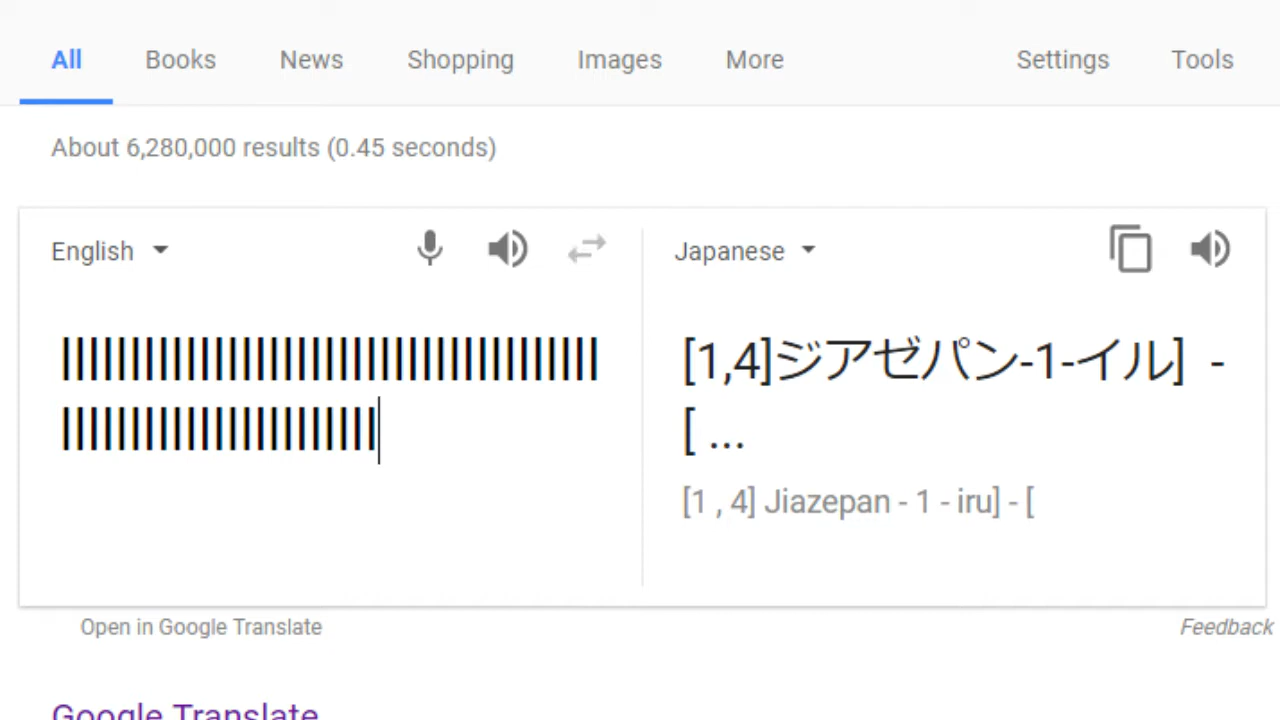 All Books News Shopping Images More Settings Tools
About 6,280,000 results (0.45 seconds)
English Japanese
lllllllllllllllllllllllllllllllllllllll
lllllllllllllllllllllll
[1,4]ジアゼパン-1-イル] -
[ ...
[1 , 4] Jiazepan - 1 - iru] - [
Open in Google Translate Feedback
Google Translate